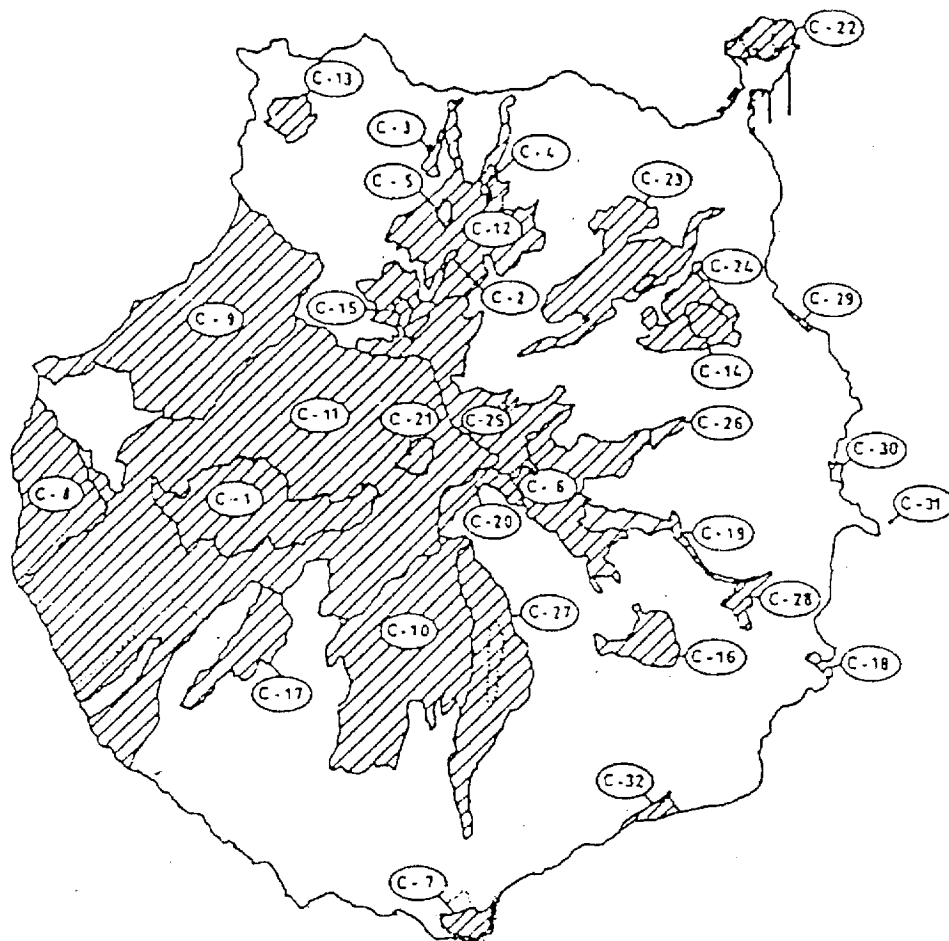 C - 22
C - 13
C - 3
C - 4
C - 5
C - 23
C - 12
C - 24
C - 2
C - 29
C - 15
C - 9
C - 14
C - 11
C - 21
C - 25
C - 26
C - 30
C - 8
C - 1
C - 6
C - 31
C - 20
C - 19
C - 28
C - 27
C - 10
C - 16
C - 18
C - 17
C - 32
C - 7